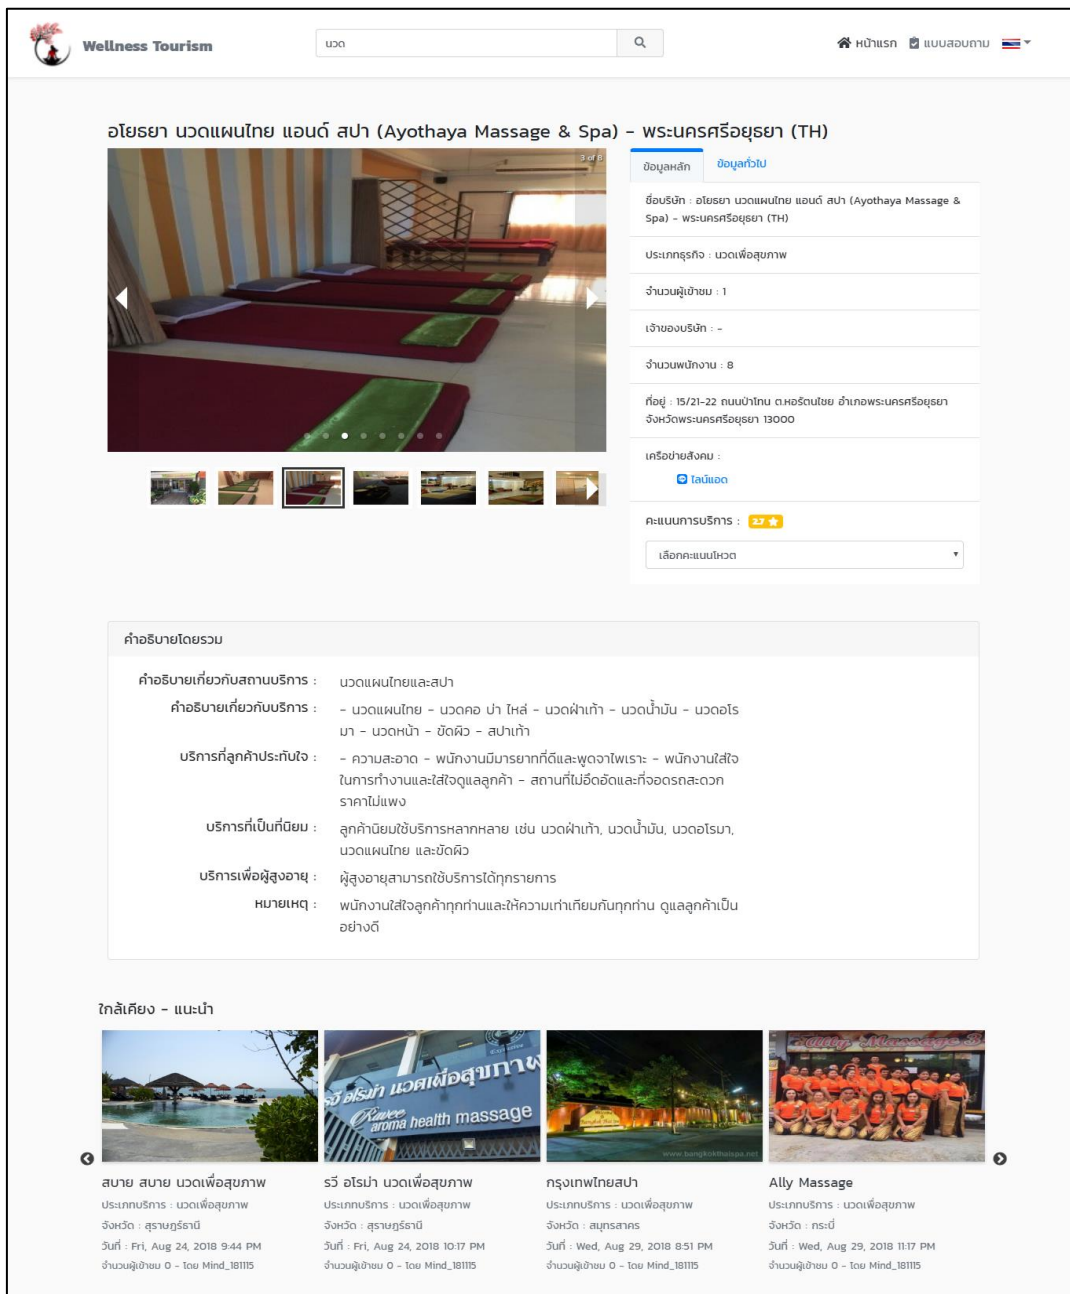 Wellness Tourism
นวด
หน้าแรก
แบบสอบถาม
อโยธยา นวดแผนไทย แอนด์ สปา (Ayothaya Massage & Spa) - พระนครศรีอยุธยา (TH)
3 of 8
ข้อมูลหลัก
ข้อมูลทั่วไป
ชื่อบริษัท : อโยธยา นวดแผนไทย แอนด์ สปา (Ayothaya Massage &
Spa) - พระนครศรีอยุธยา (TH)
ประเภทธุรกิจ : นวดเพื่อสุขภาพ
จำนวนผู้เข้าชม : 1
เจ้าของบริษัท : -
จำนวนพนักงาน : 8
ที่อยู่ : 15/21-22 ถนนป่าโทน ต.หอรัตนไชย อำเภอพระนครศรีอยุธยา
จังหวัดพระนครศรีอยุธยา 13000
เครือข่ายสังคม :
ไลน์แอด
คะแนนการบริการ : 2.7
เลือกคะแนนโหวต
คำอธิบายโดยรวม
คำอธิบายเกี่ยวกับสถานบริการ : นวดแผนไทยและสปา
คำอธิบายเกี่ยวกับบริการ : - นวดแผนไทย - นวดคอ บ่า ไหล่ - นวดฝ่าเท้า - นวดน้ำมัน - นวดอโร
มา - นวดหน้า - ขัดผิว - สปาเท้า
บริการที่ลูกค้าประทับใจ : - ความสะอาด - พนักงานมีมารยาทที่ดีและพูดจาไพเราะ - พนักงานใส่ใจ
ในการทำงานและใส่ใจดูแลลูกค้า - สถานที่ไม่อึดอัดและที่จอดรถสะดวก
ราคาไม่แพง
บริการที่เป็นที่นิยม : ลูกค้านิยมใช้บริการหลากหลาย เช่น นวดฝ่าเท้า, นวดน้ำมัน, นวดอโรมา,
นวดแผนไทย และขัดผิว
บริการเพื่อผู้สูงอายุ : ผู้สูงอายุสามารถใช้บริการได้ทุกรายการ
หมายเหตุ : พนักงานใส่ใจลูกค้าทุกท่านและให้ความเท่าเทียมกันทุกท่าน ดูแลลูกค้าเป็น
อย่างดี
ใกล้เคียง - แนะนำ
รวี อโรม่า นวดเพื่อสุขภาพ
Ravee
aroma health massage
www.bangkokthaispa.net
Ally Massage
สบาย สบาย นวดเพื่อสุขภาพ
ประเภทบริการ : นวดเพื่อสุขภาพ
จังหวัด : สุราษฎร์ธานี
วันที่ : Fri, Aug 24, 2018 9:44 PM
จำนวนผู้เข้าชม 0 - โดย Mind_181115
รวี อโรม่า นวดเพื่อสุขภาพ
ประเภทบริการ : นวดเพื่อสุขภาพ
จังหวัด : สุราษฎร์ธานี
วันที่ : Fri, Aug 24, 2018 10:17 PM
จำนวนผู้เข้าชม 0 - โดย Mind_181115
กรุงเทพไทยสปา
ประเภทบริการ : นวดเพื่อสุขภาพ
จังหวัด : สมุทรสาคร
วันที่ : Wed, Aug 29, 2018 8:51 PM
จำนวนผู้เข้าชม 0 - โดย Mind_181115
Ally Massage
ประเภทบริการ : นวดเพื่อสุขภาพ
จังหวัด : กระบี่
วันที่ : Wed, Aug 29, 2018 11:17 PM
จำนวนผู้เข้าชม 0 - โดย Mind_181115